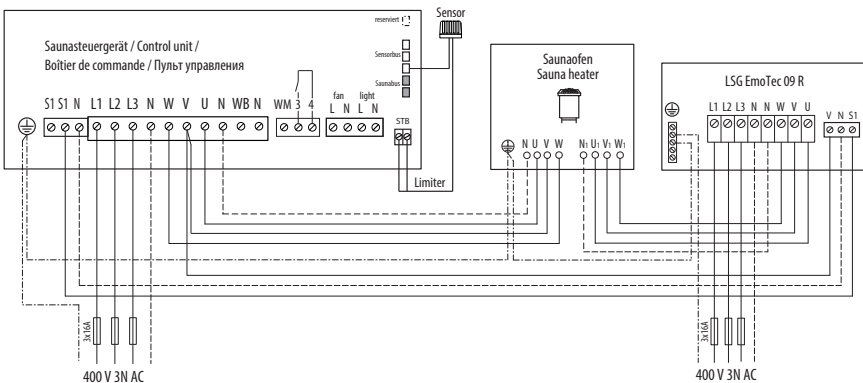 reserviert
Sensor
Saunasteuergerät / Control unit /
Boîtier de commande / Пульт управления
Sensorbus
Saunabus
S1 S1 N L1 L2 L3 N W V U N WB N WM 3 4
fan light
L N L N
STB
Limiter
Saunaofen
Sauna heater
N U V W N1 U1 V1 W1
LSG EmoTec 09 R
L1 L2 L3 N N W V U V N S1
3x16A
400 V 3N AC
3x16A
400 V 3N AC